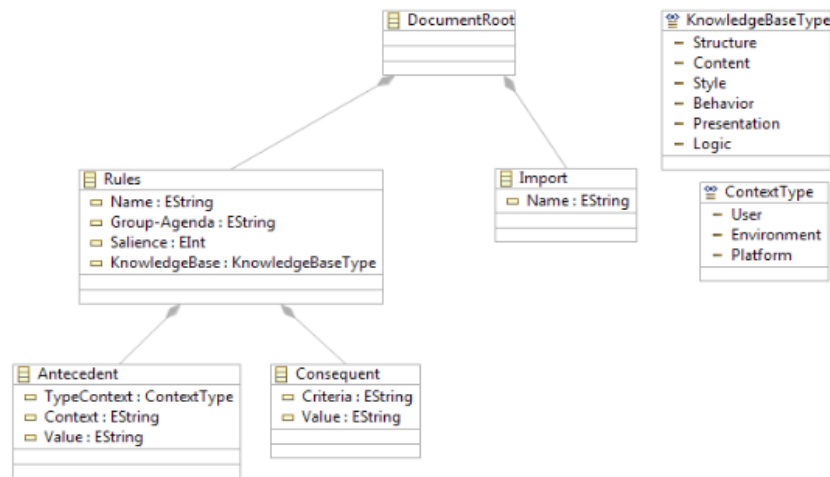 DocumentRoot
KnowledgeBaseType
Structure
Content
Style
Behavior
Presentation
Logic
Rules
Name : EString
Group-Agenda : EString
Salience : EInt
KnowledgeBase : KnowledgeBaseType
Import
Name : EString
ContextType
User
Environment
Platform
Antecedent
TypeContext : ContextType
Context : EString
Value : EString
Consequent
Criteria : EString
Value : EString